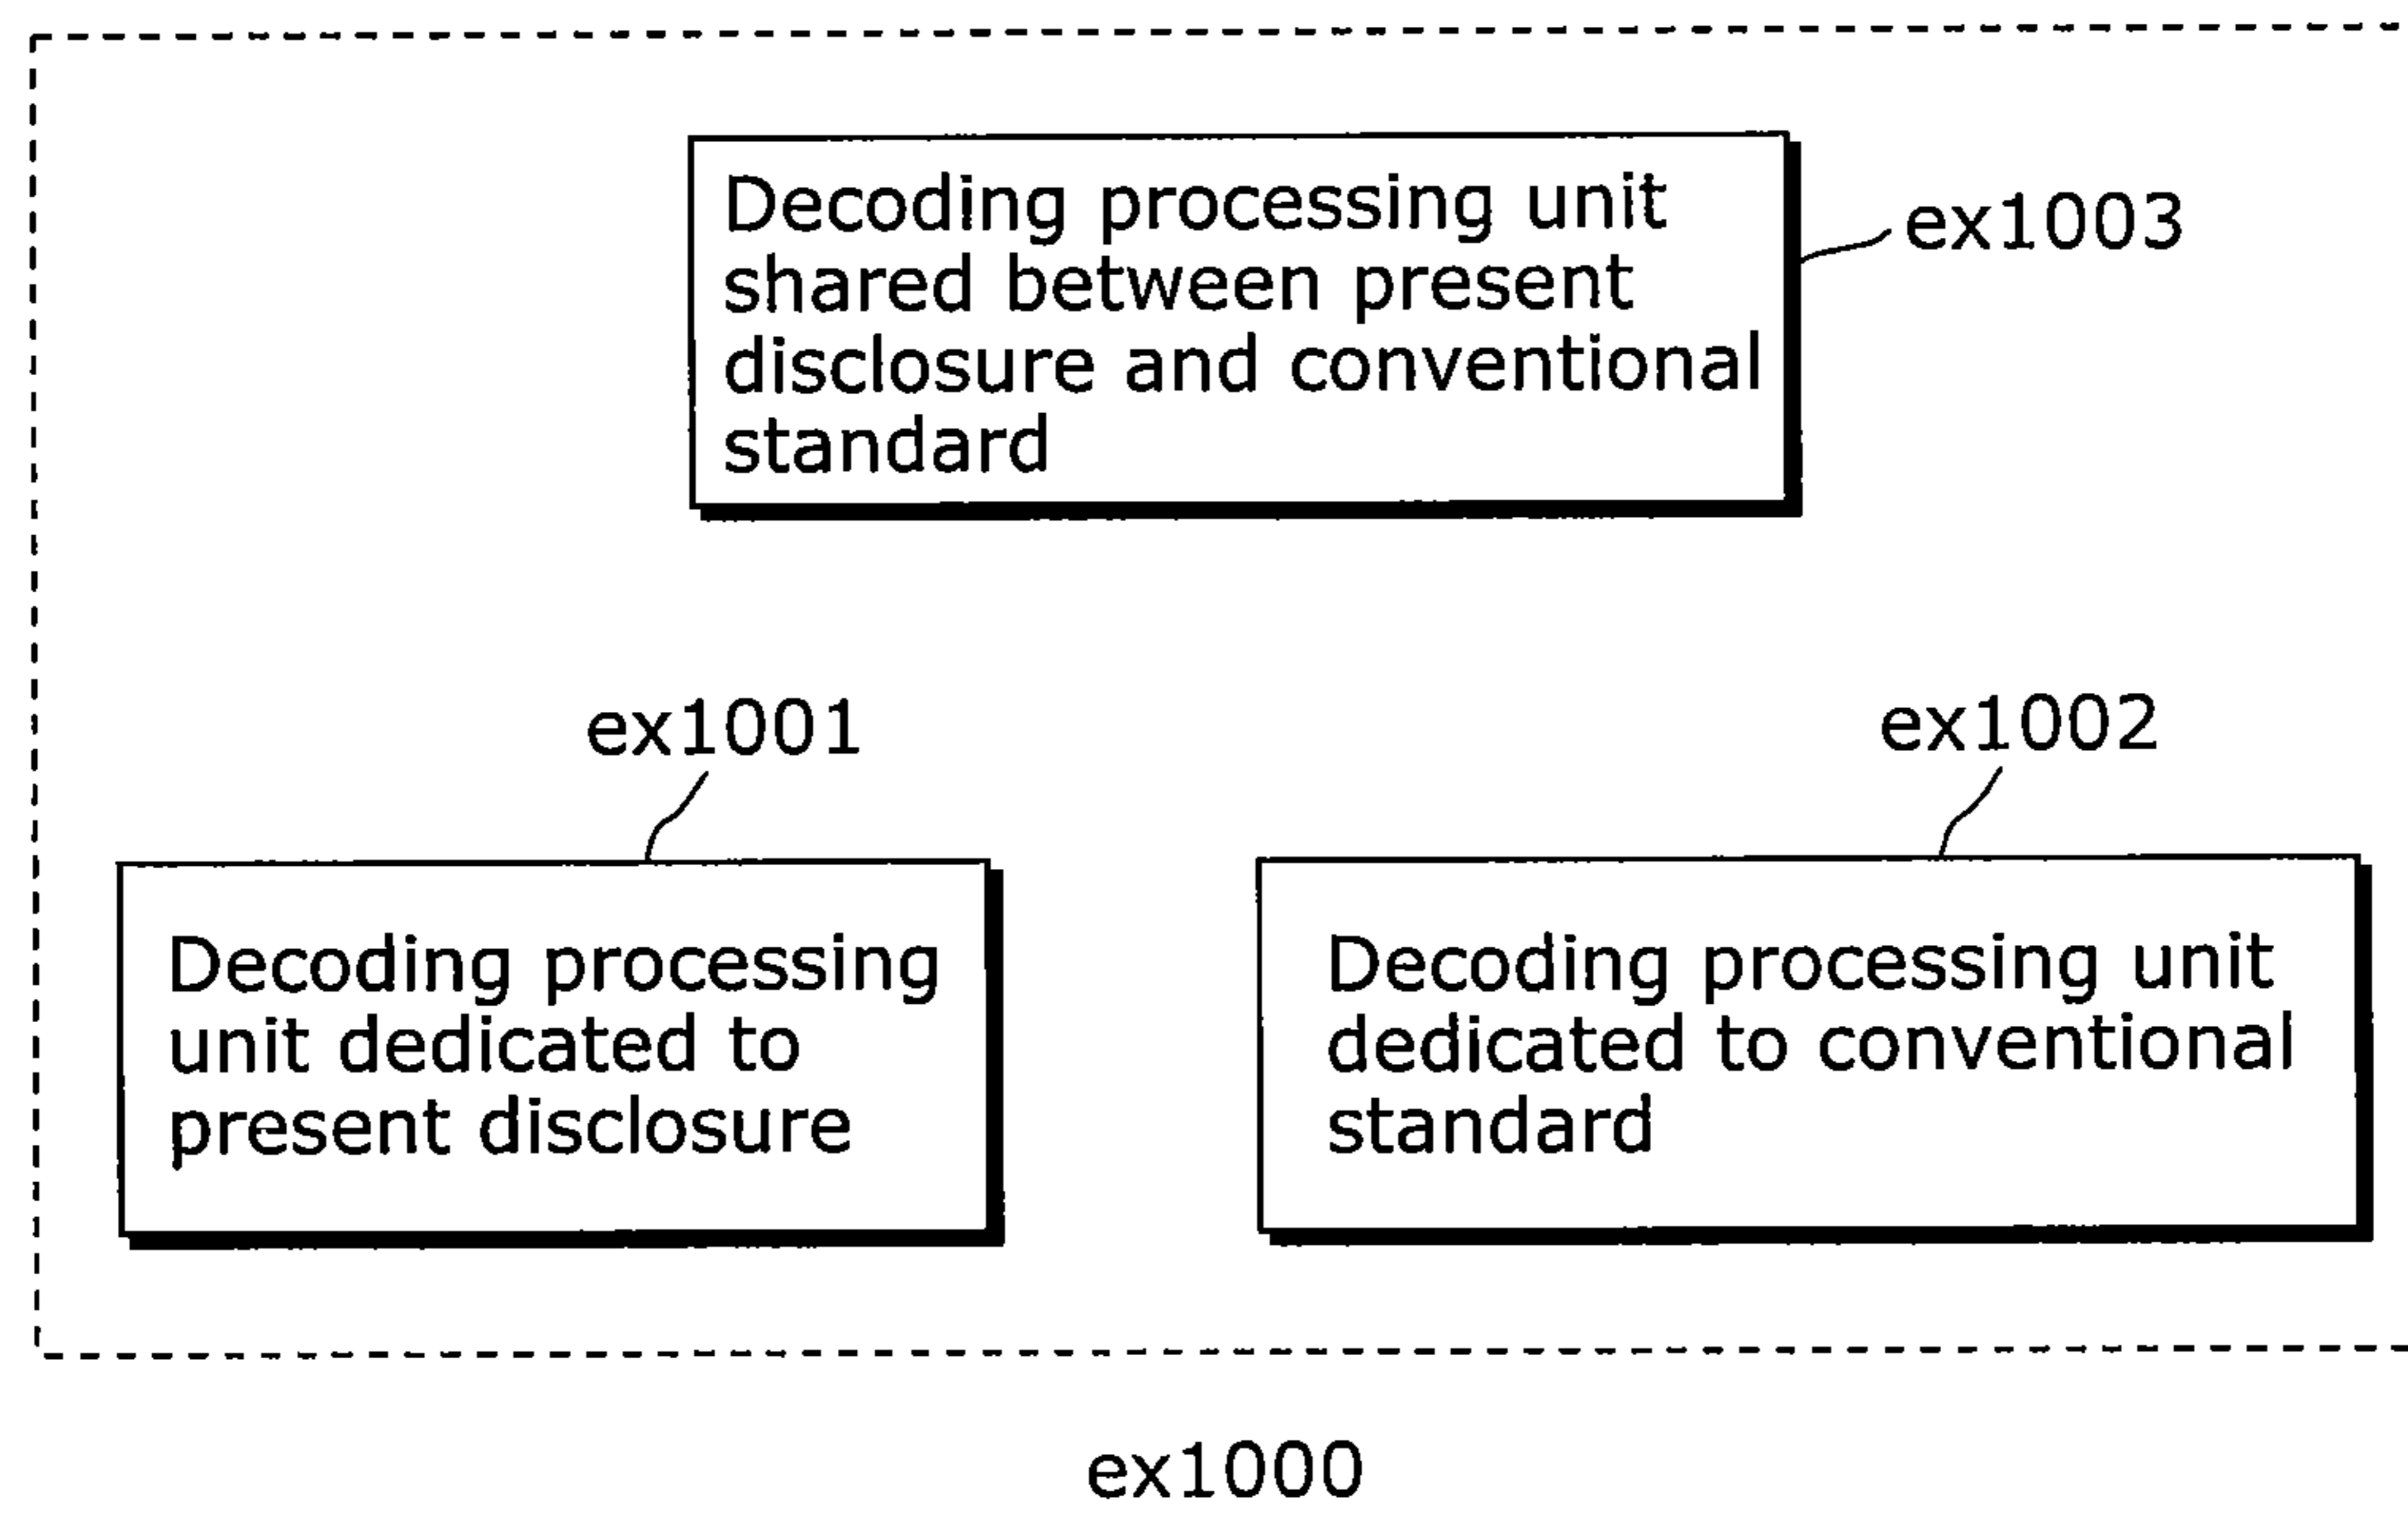 Decoding processing unit
shared between present
disclosure and conventional
standard
ex1003
ex1001
ex1002
Decoding processing
unit dedicated to
present disclosure
Decoding processing unit
dedicated to conventional
standard
ex1000